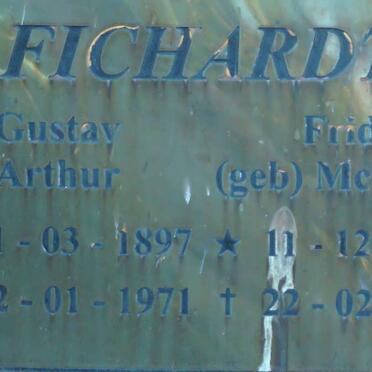 FICHARDT
Gustav Frid
Arthur (geb) Mc
1 - 03 - 1897 ★ 11 - 12
2 - 01 - 1971 † 22 - 02